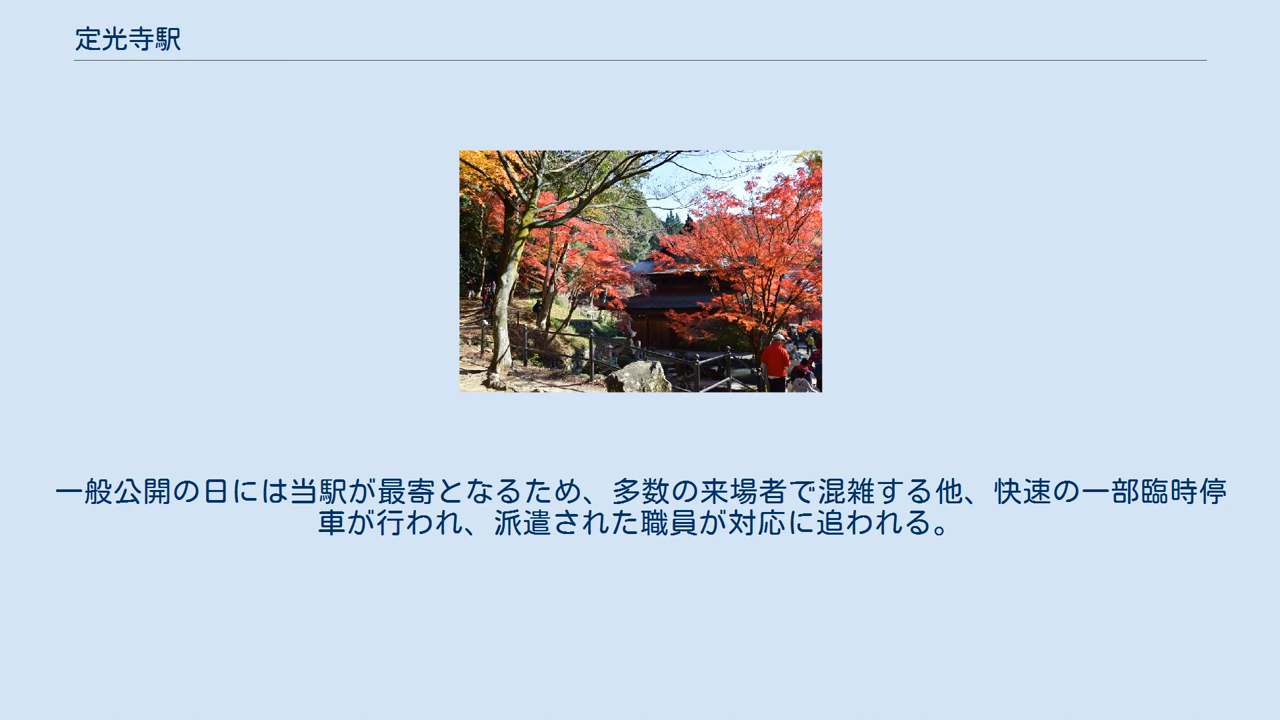 定光寺駅
一般公開の日には当駅が最寄となるため、多数の来場者で混雑する他、快速の一部臨時停
車が行われ、派遣された職員が対応に追われる。